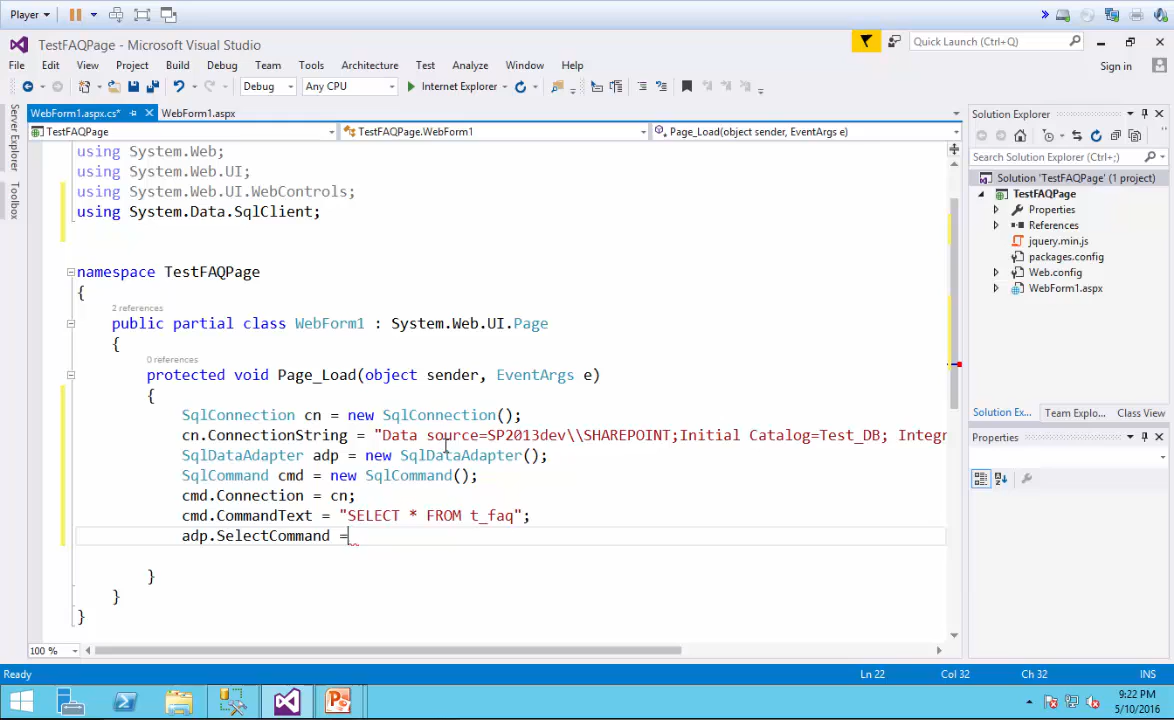 Player
TestFAQPage - Microsoft Visual Studio
Quick Launch (Ctrl+Q)
File Edit View Project Build Debug Team Tools Architecture Test Analyze Window Help
Sign in
Debug Any CPU Internet Explorer
Server Explorer
Toolbox
WebForm1.aspx.cs* WebForm1.aspx
TestFAQPage TestFAQPage.WebForm1 Page_Load(object sender, EventArgs e)
using System.Web;
using System.Web.UI;
using System.Web.UI.WebControls;
using System.Data.SqlClient;
namespace TestFAQPage
{
2 references
public partial class WebForm1 : System.Web.UI.Page
{
0 references
protected void Page_Load(object sender, EventArgs e)
{
SqlConnection cn = new SqlConnection();
cn.ConnectionString = "Data source=SP2013dev\\SHAREPOINT;Initial Catalog=Test_DB; Integr
SqlDataAdapter adp = new SqlDataAdapter();
SqlCommand cmd = new SqlCommand();
cmd.Connection = cn;
cmd.CommandText = "SELECT * FROM t_faq";
adp.SelectCommand =
}
}
}
100 %
Solution Explorer
Search Solution Explorer (Ctrl+;)
Solution 'TestFAQPage' (1 project)
TestFAQPage
Properties
References
jquery.min.js
packages.config
Web.config
WebForm1.aspx
Solution Ex... Team Explo... Class View
Properties
Ready Ln 22 Col 32 Ch 32 INS
9:22 PM
5/10/2016